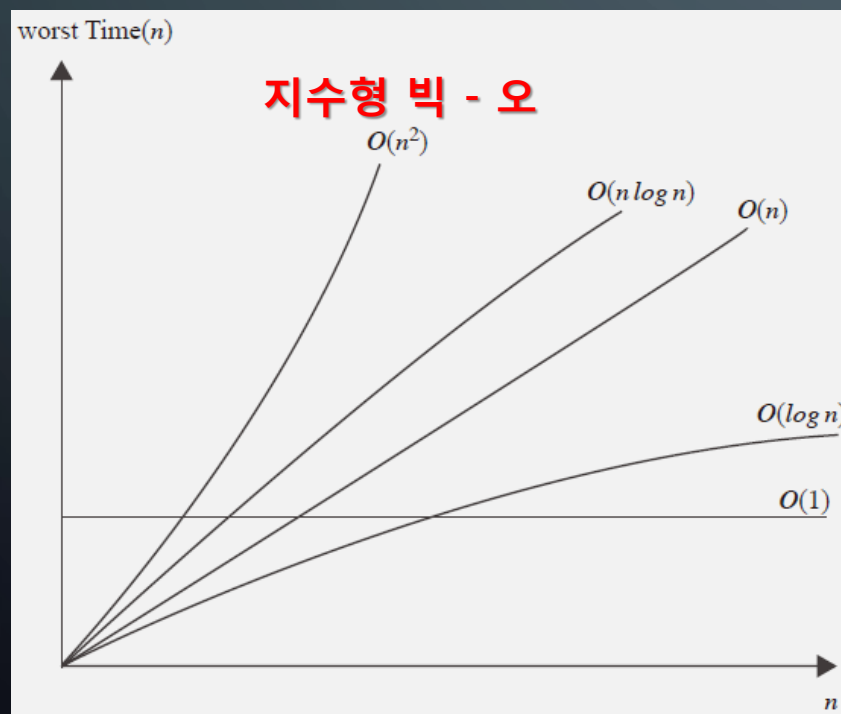 worst Time(n)
지수형 빅 - 오
O(n²)
O(n log n)
O(n)
O(log n)
O(1)
n